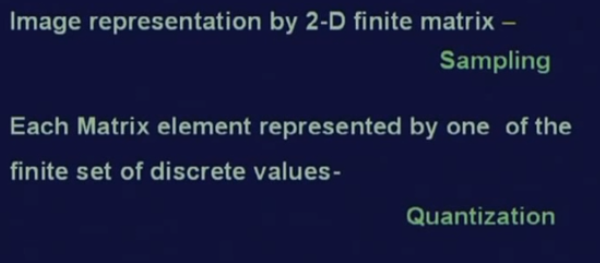 Image representation by 2-D finite matrix –
Sampling
Each Matrix element represented by one of the
finite set of discrete values-
Quantization